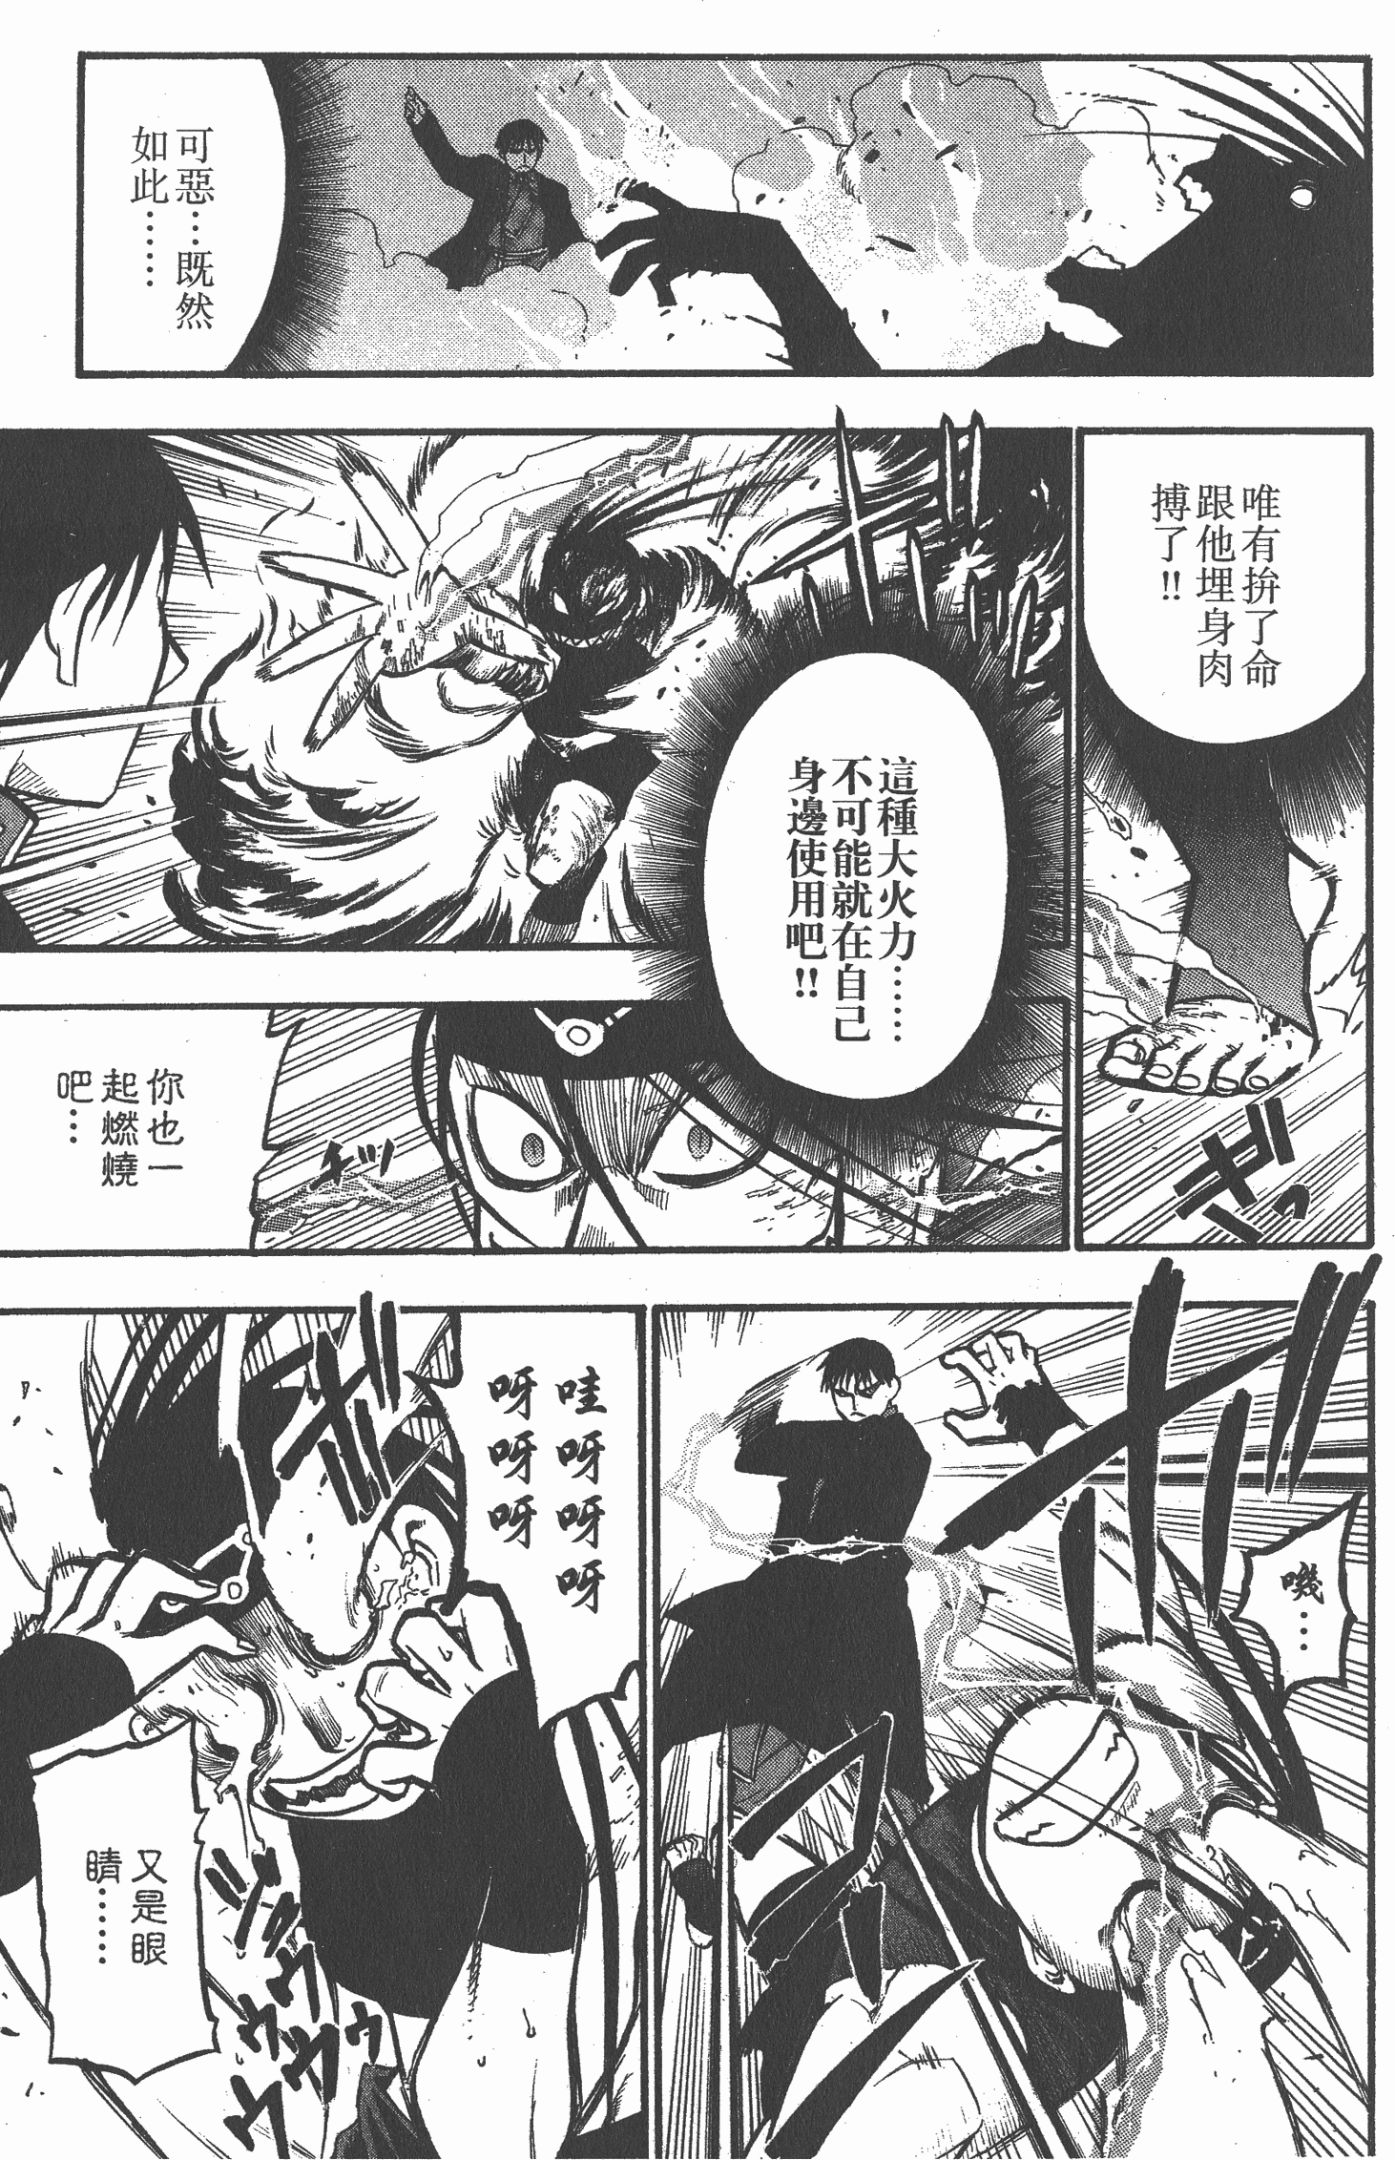 可惡…既然
如此……
唯有拚了命
跟他埋身肉
搏了!!
這種大火力……
不可能就在自己
身邊使用吧!!
你也一
起燃燒
吧…
嘰…
哇呀呀呀
呀呀呀
又是眼
睛……